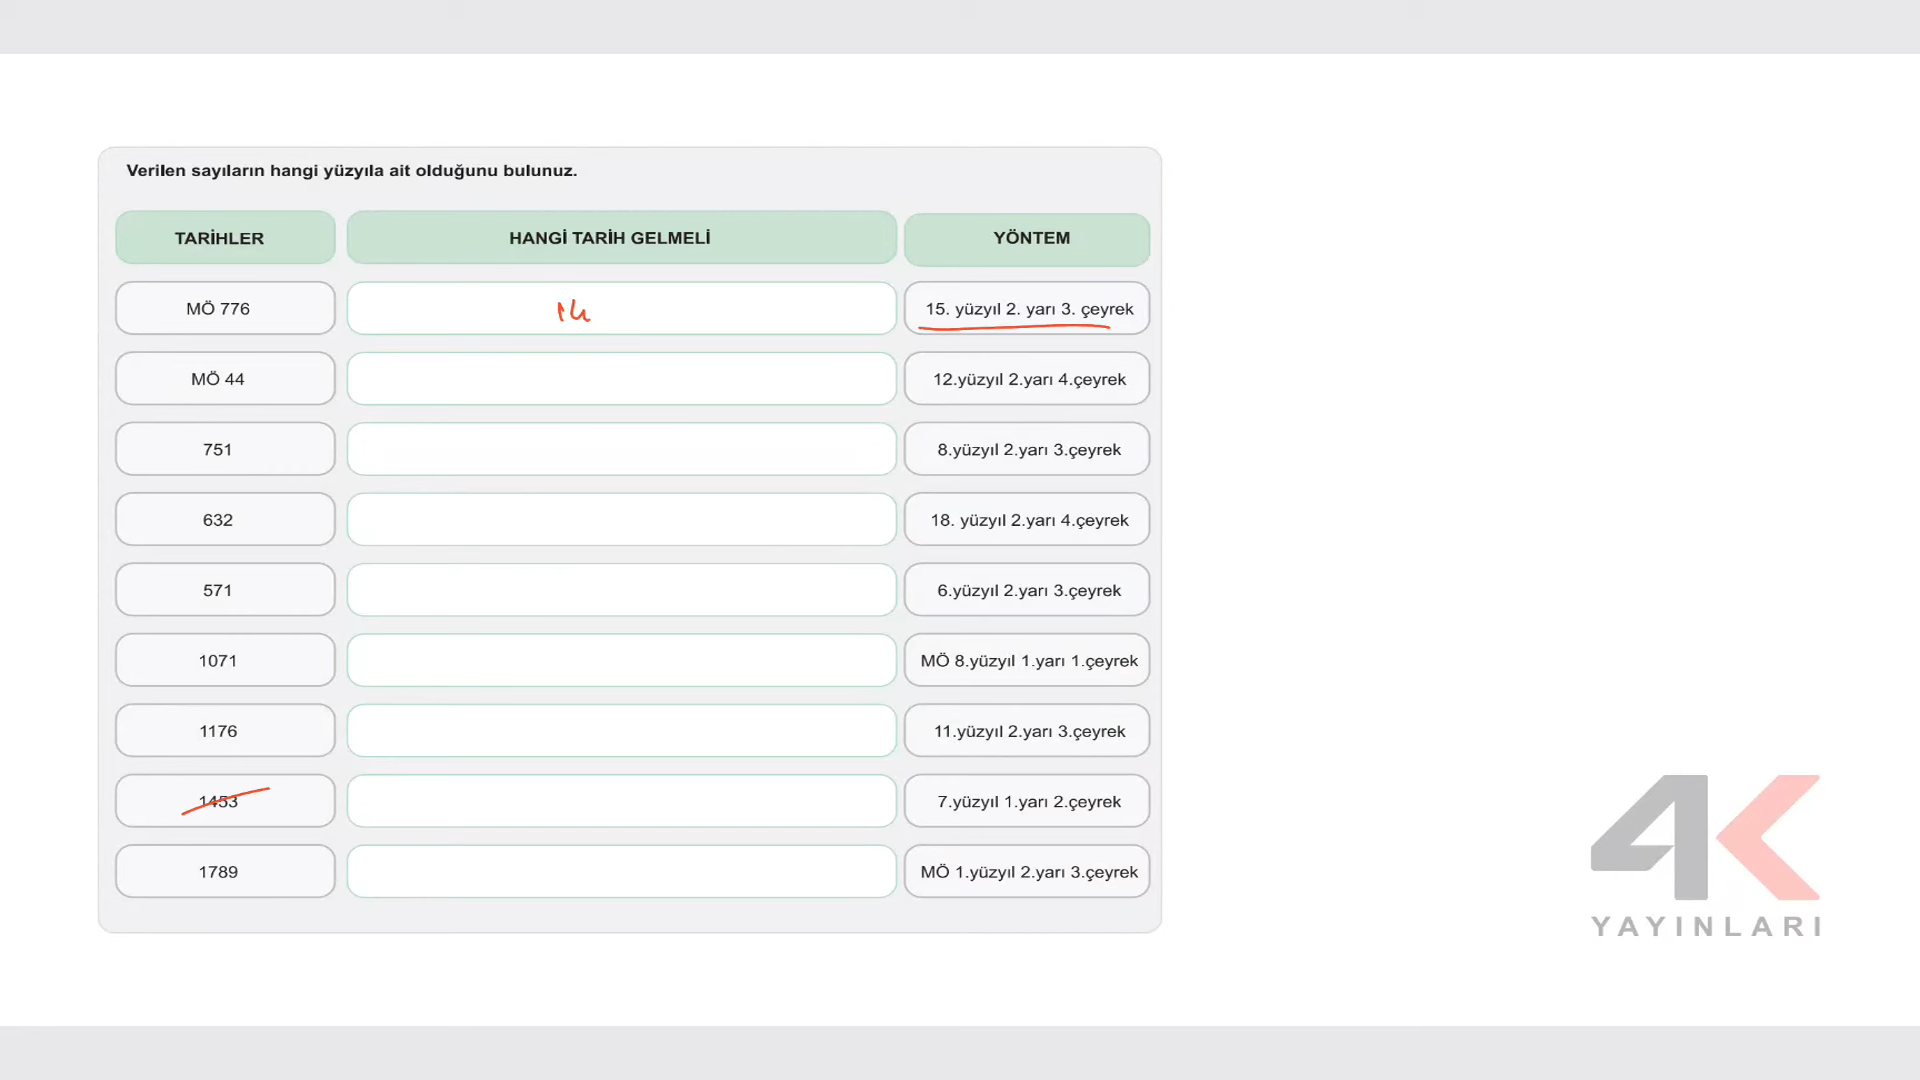 Verilen sayıların hangi yüzyıla ait olduğunu bulunuz.
TARİHLER HANGİ TARİH GELMELİ YÖNTEM
MÖ 776 14 15. yüzyıl 2. yarı 3. çeyrek
MÖ 44 12.yüzyıl 2.yarı 4.çeyrek
751 8.yüzyıl 2.yarı 3.çeyrek
632 18. yüzyıl 2.yarı 4.çeyrek
571 6.yüzyıl 2.yarı 3.çeyrek
1071 MÖ 8.yüzyıl 1.yarı 1.çeyrek
1176 11.yüzyıl 2.yarı 3.çeyrek
1453 7.yüzyıl 1.yarı 2.çeyrek
1789 MÖ 1.yüzyıl 2.yarı 3.çeyrek
4K
YAYINLARI